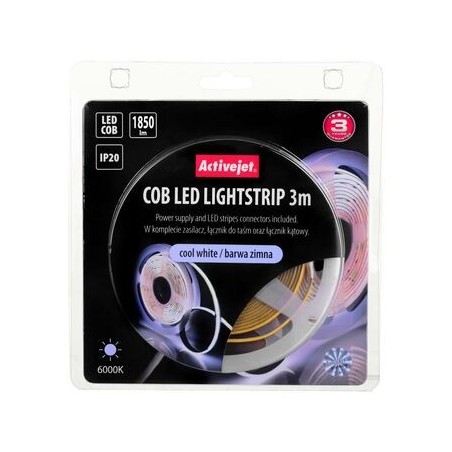 LED
COB
1850
lm
IP20
3
YEARS
Activejet®
COB LED LIGHTSTRIP 3m
Power supply and LED stripes connectors included.
W komplecie zasilacz, łącznik do taśm oraz łącznik kątowy.
cool white / barwa zimna
6000K